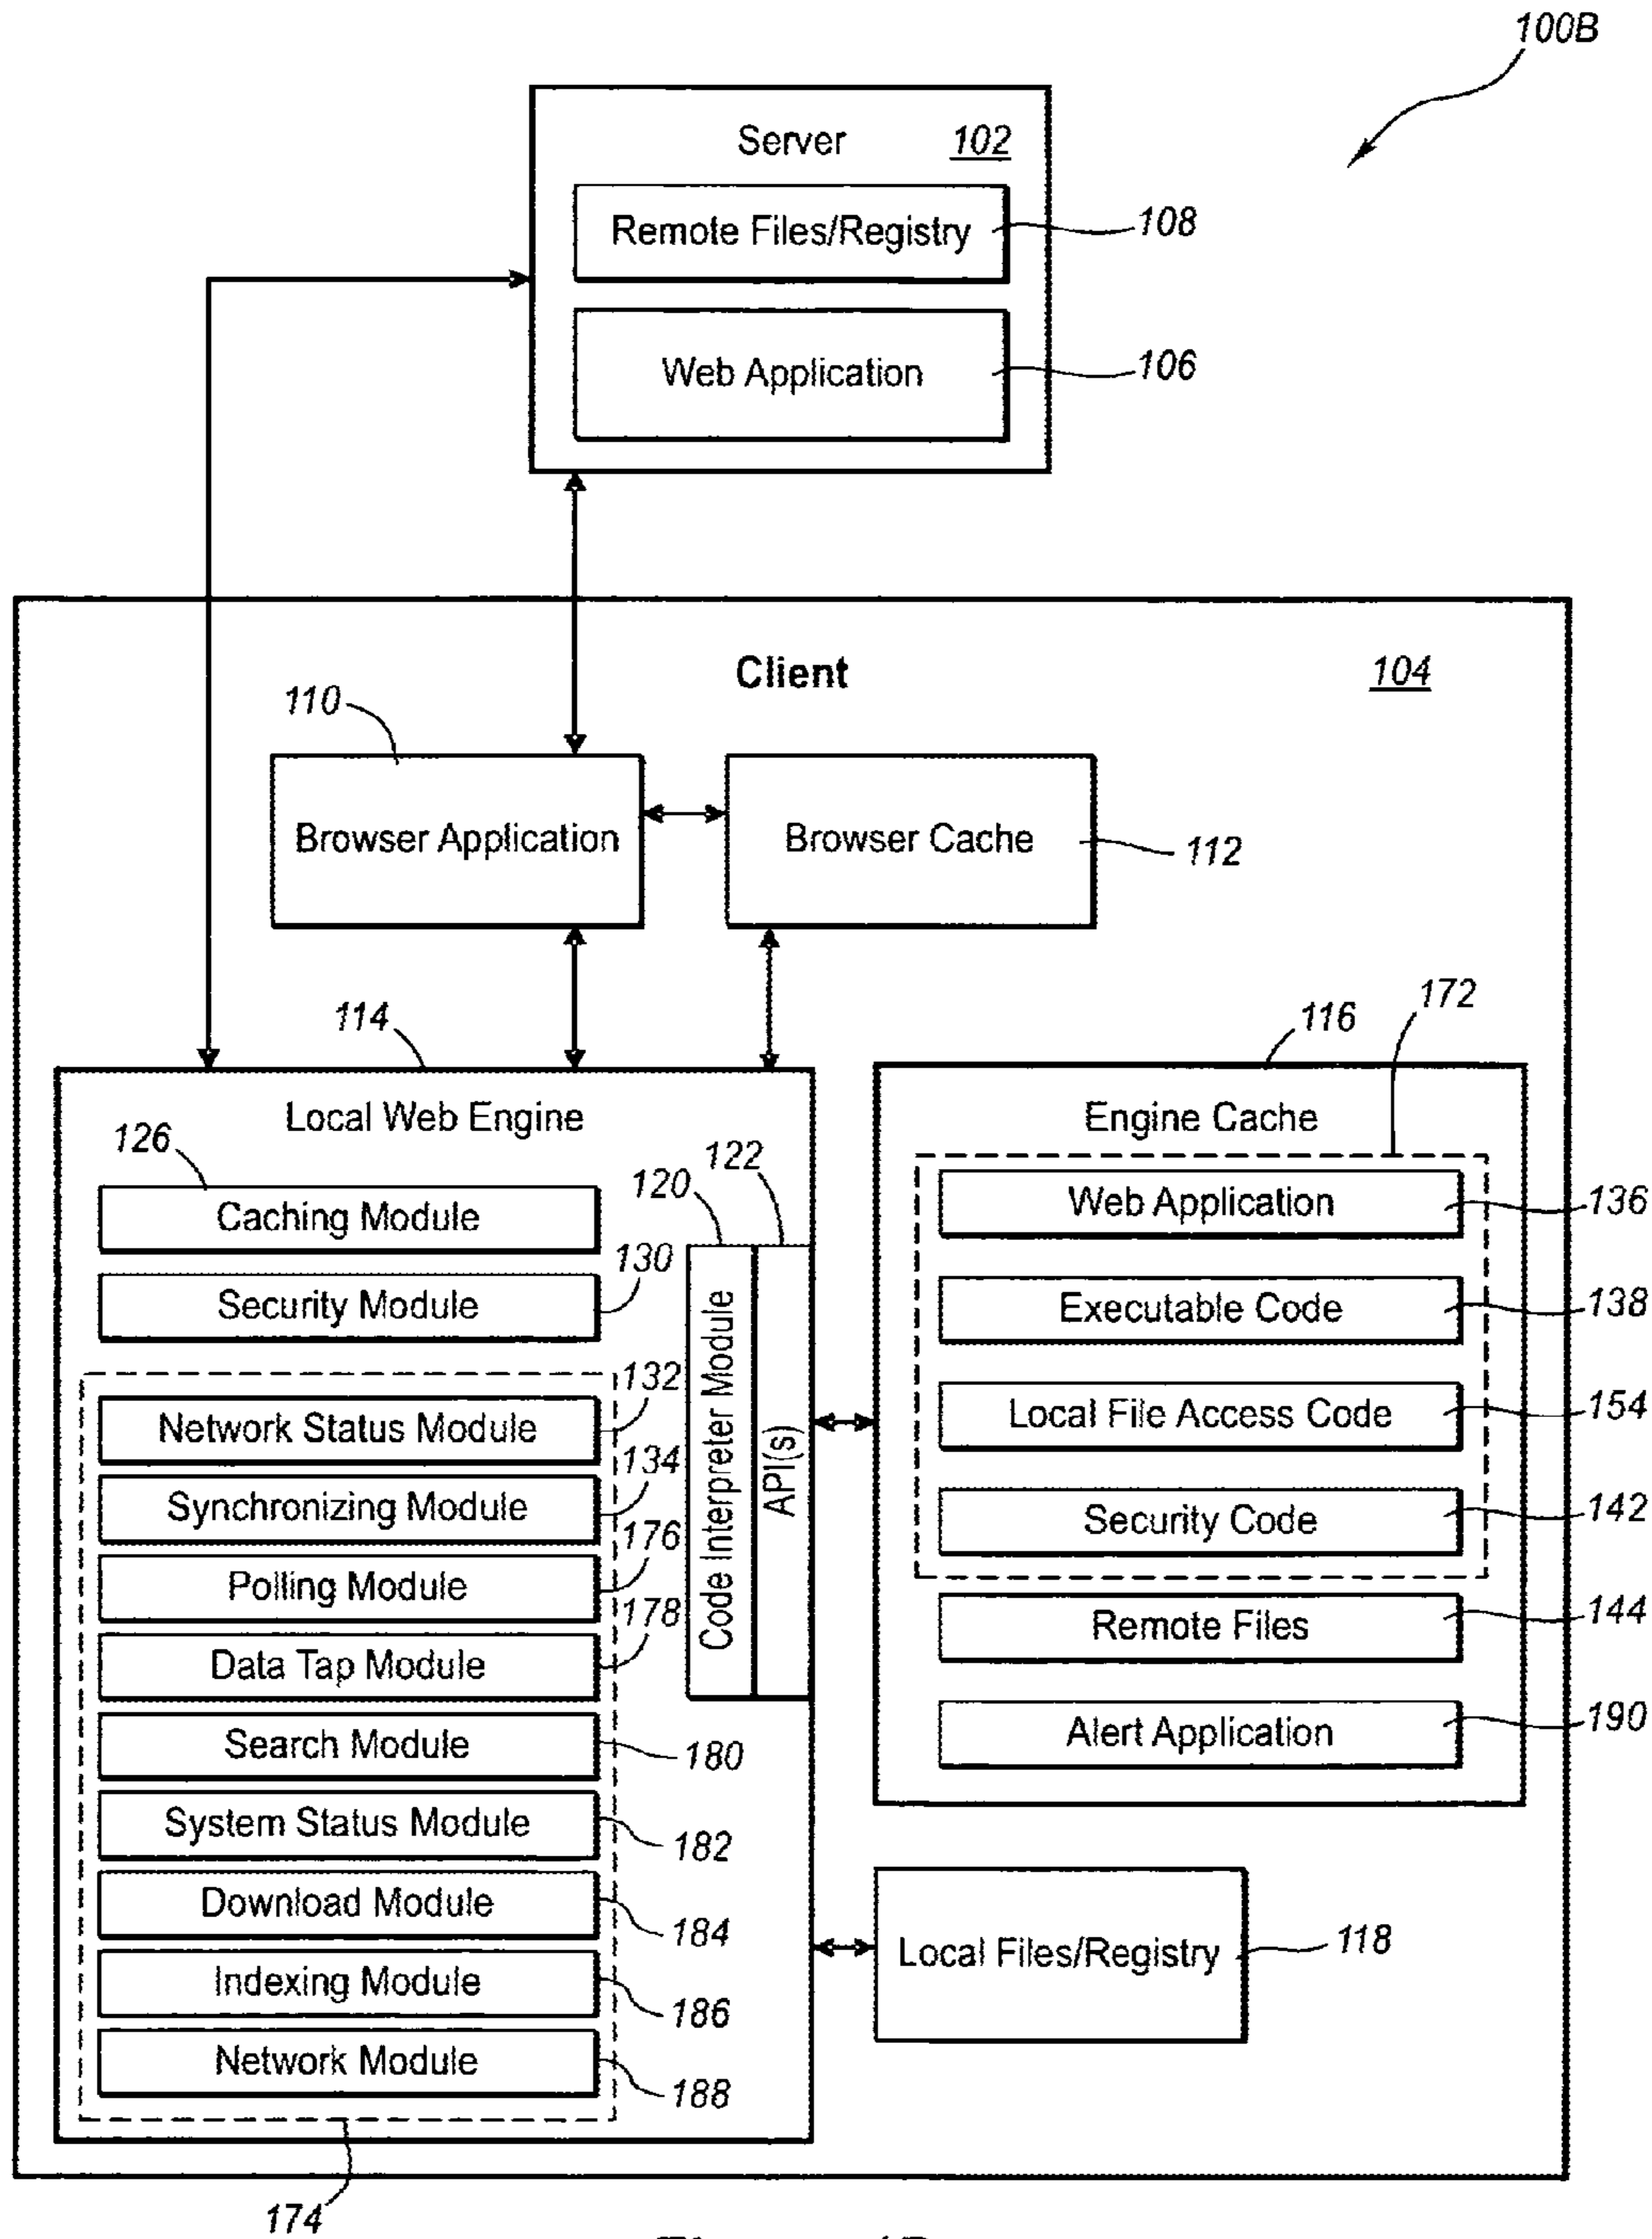 100B
Server 102
Remote Files/Registry 108
Web Application 106
Client 104
110
Browser Application
Browser Cache 112
114
Local Web Engine
126
Caching Module
Security Module 130
Network Status Module 132
Synchronizing Module 134
Polling Module 176
Data Tap Module 178
Search Module 180
System Status Module 182
Download Module 184
Indexing Module 186
Network Module 188
174
120
Code Interpreter Module
122
API(s)
116
172
Engine Cache
Web Application 136
Executable Code 138
Local File Access Code 154
Security Code 142
Remote Files 144
Alert Application 190
Local Files/Registry 118